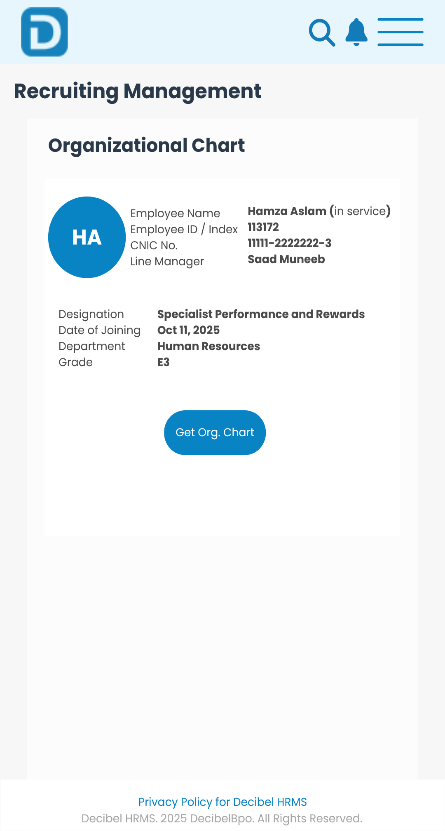 D
Recruiting Management
Organizational Chart
HA
Employee Name Hamza Aslam (in service)
Employee ID / Index 113172
CNIC No. 11111-2222222-3
Line Manager Saad Muneeb
Designation Specialist Performance and Rewards
Date of Joining Oct 11, 2025
Department Human Resources
Grade E3
Get Org. Chart
Privacy Policy for Decibel HRMS
Decibel HRMS. 2025 DecibelBpo. All Rights Reserved.